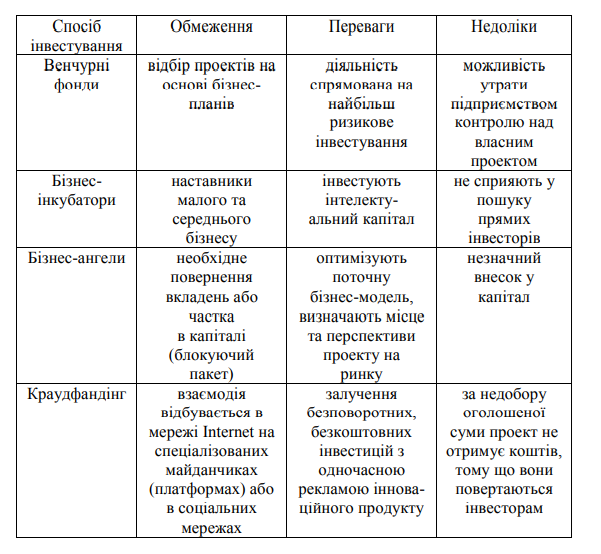 Спосіб
інвестування
Обмеження
Переваги
Недоліки
Венчурні
фонди
відбір проектів на
основі бізнес-
планів
діяльність
спрямована на
найбільш
ризикове
інвестування
можливість
утрати
підприємством
контролю над
власним
проектом
Бізнес-
інкубатори
наставники
малого та
середнього
бізнесу
інвестують
інтелекту-
альний капітал
не сприяють у
пошуку
прямих
інвесторів
Бізнес-ангели
необхідне
повернення
вкладень або
частка
в капіталі
(блокуючий
пакет)
оптимізують
поточну
бізнес-модель,
визначають місце
та перспективи
проекту на
ринку
незначний
внесок у
капітал
Краудфандінг
взаємодія
відбувається в
мережі Internet на
спеціалізованих
майданчиках
(платформах) або
в соціальних
мережах
залучення
безповоротних,
безкоштовних
інвестицій з
одночасною
рекламою іннова-
ційного продукту
за недобору
оголошеної
суми проект не
отримує коштів,
тому що вони
повертаються
інвесторам